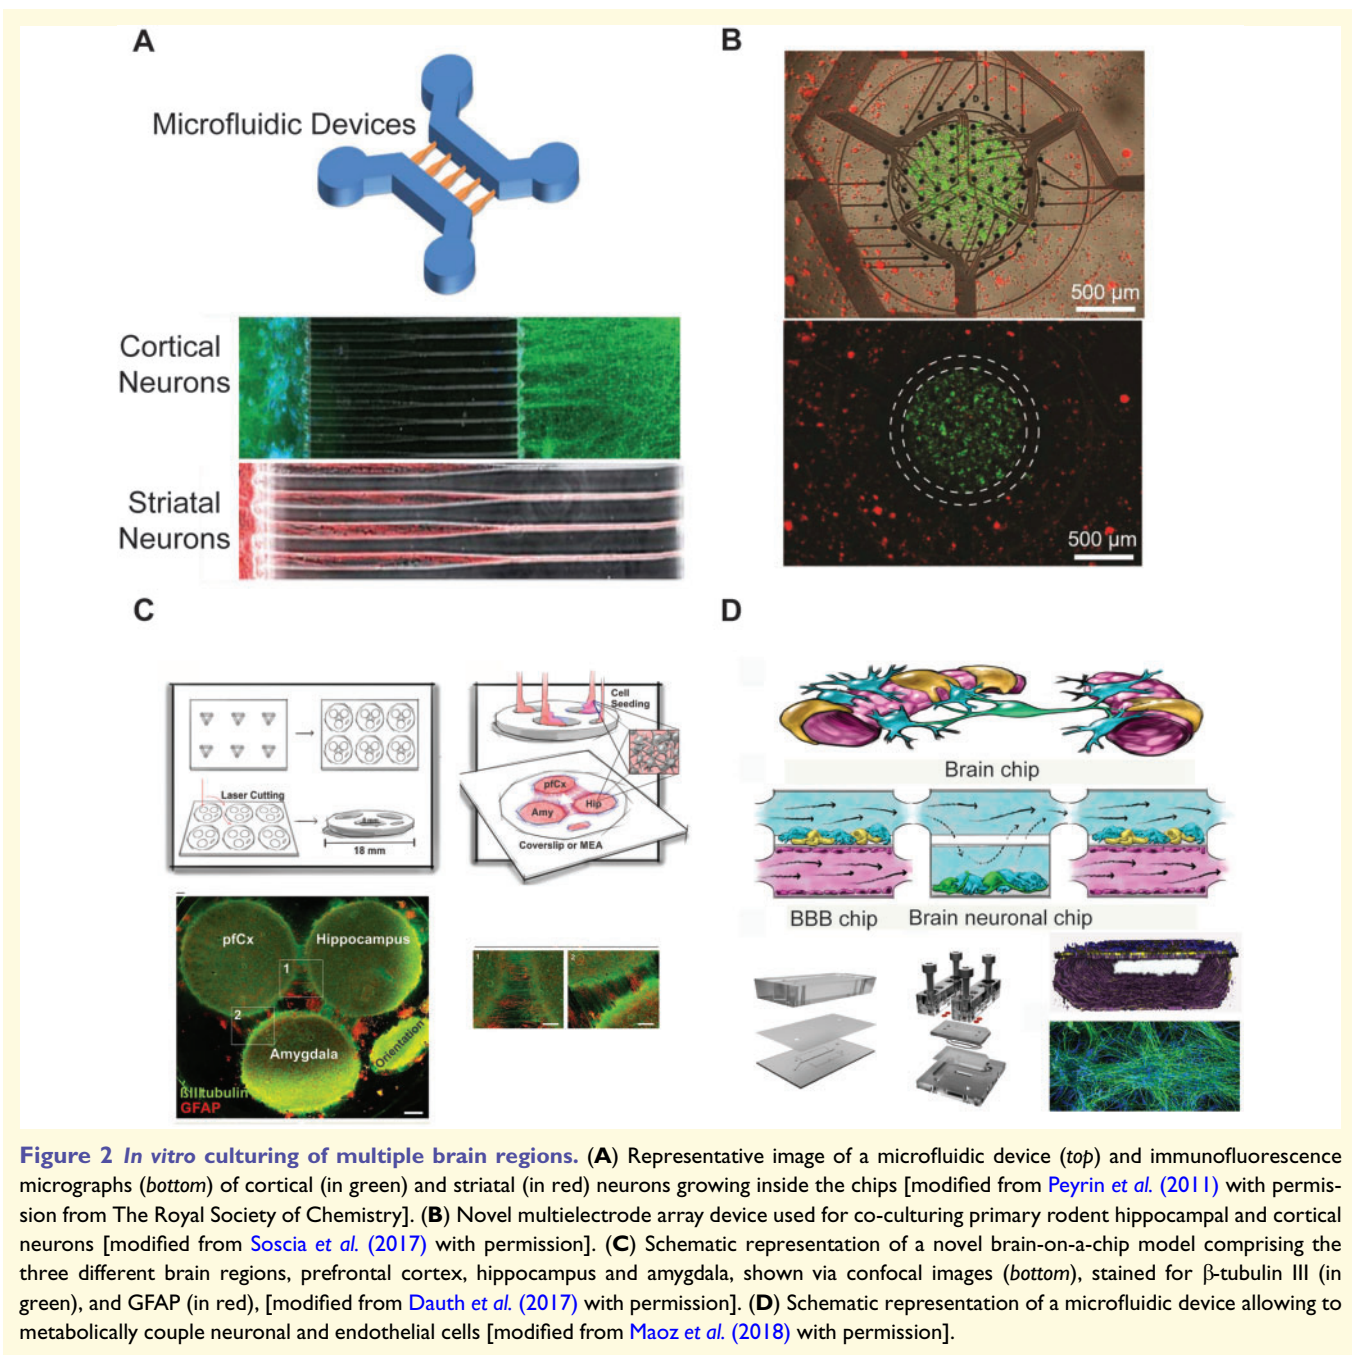 A
Microfluidic Devices
Cortical
Neurons
Striatal
Neurons
B
500 µm
500 µm
C
Laser Cutting
18 mm
Cell
Seeding
pfCx
Hip
Amy
Coverslip or MEA
pfCx
Hippocampus
1
2
Amygdala
Orientation
ßIII tubulin
GFAP
1
2
D
Brain chip
BBB chip
Brain neuronal chip
Figure 2 In vitro culturing of multiple brain regions. (A) Representative image of a microfluidic device (top) and immunofluorescence
micrographs (bottom) of cortical (in green) and striatal (in red) neurons growing inside the chips [modified from Peyrin et al. (2011) with permis-
sion from The Royal Society of Chemistry]. (B) Novel multielectrode array device used for co-culturing primary rodent hippocampal and cortical
neurons [modified from Soscia et al. (2017) with permission]. (C) Schematic representation of a novel brain-on-a-chip model comprising the
three different brain regions, prefrontal cortex, hippocampus and amygdala, shown via confocal images (bottom), stained for β-tubulin III (in
green), and GFAP (in red), [modified from Dauth et al. (2017) with permission]. (D) Schematic representation of a microfluidic device allowing to
metabolically couple neuronal and endothelial cells [modified from Maoz et al. (2018) with permission].